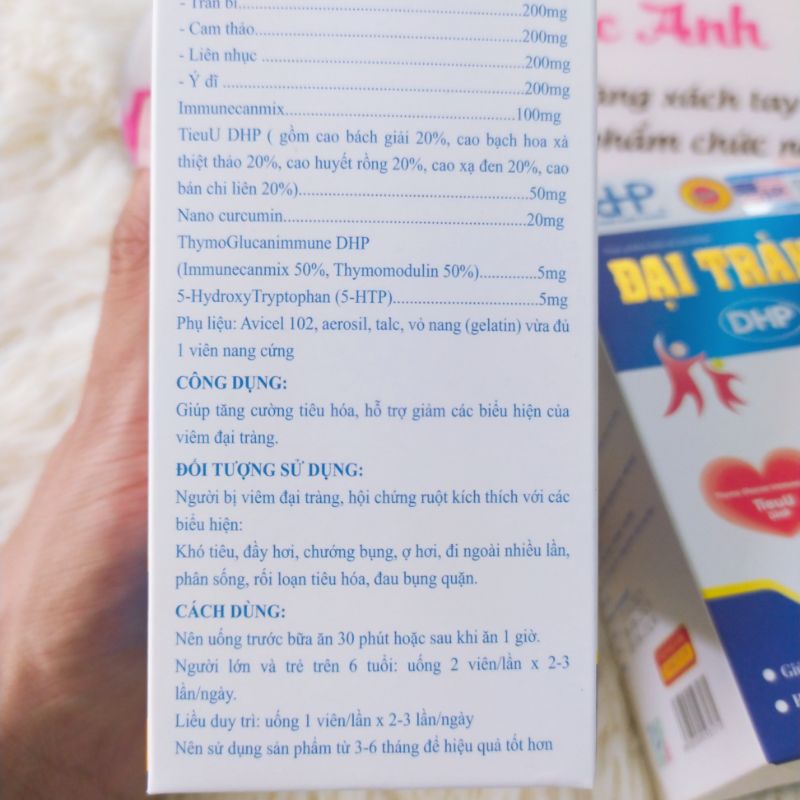 - Trần bì...200mg
- Cam thảo...200mg
- Liên nhục...200mg
- Ý dĩ...200mg
Immunecanmix...100mg
TieuU DHP ( gồm cao bách giải 20%, cao bạch hoa xà
thiệt thảo 20%, cao huyết rồng 20%, cao xạ đen 20%, cao
bán chi liên 20%)...50mg
Nano curcumin...20mg
ThymoGlucanimmune DHP
(Immunecanmix 50%, Thymomodulin 50%)...5mg
5-HydroxyTryptophan (5-HTP)...5mg
Phụ liệu: Avicel 102, aerosil, talc, vỏ nang (gelatin) vừa đủ
1 viên nang cứng
CÔNG DỤNG:
Giúp tăng cường tiêu hóa, hỗ trợ giảm các biểu hiện của
viêm đại tràng.
ĐỐI TƯỢNG SỬ DỤNG:
Người bị viêm đại tràng, hội chứng ruột kích thích với các
biểu hiện:
Khó tiêu, đầy hơi, chướng bụng, ợ hơi, đi ngoài nhiều lần,
phân sống, rối loạn tiêu hóa, đau bụng quặn.
CÁCH DÙNG:
Nên uống trước bữa ăn 30 phút hoặc sau khi ăn 1 giờ.
Người lớn và trẻ trên 6 tuổi: uống 2 viên/lần x 2-3
lần/ngày.
Liều duy trì: uống 1 viên/lần x 2-3 lần/ngày
Nên sử dụng sản phẩm từ 3-6 tháng để hiệu quả tốt hơn
Anh
xách tay
phẩm chức
ĐẠI TRÀN
DHP
TieuU